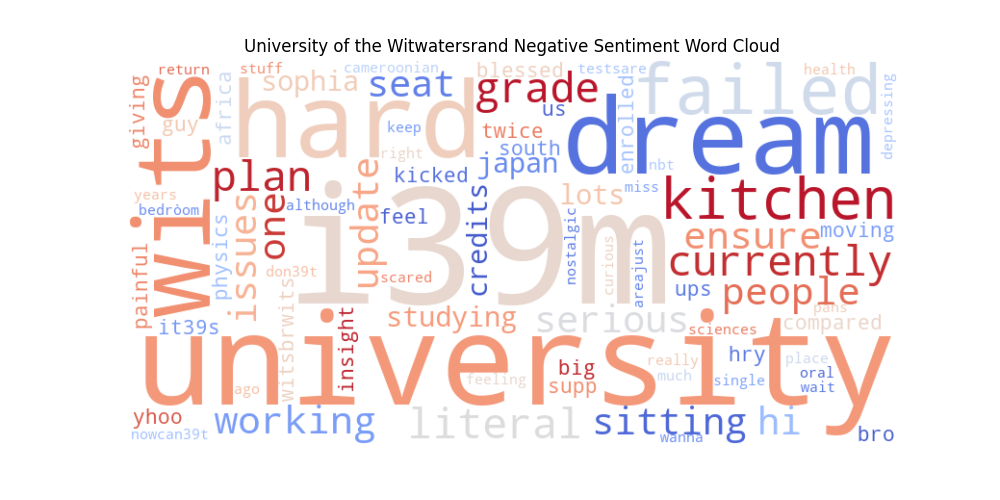 University of the Witwatersrand Negative Sentiment Word Cloud
return stuff cameroonian blessed testsare health
giving wits africa sophia seat grade failed depressing
guy hard keep us twice dream enrolled
south
right japan nbt
years plan kicked lots miss kitchen
bedroom one although update feel credits i39m
painful physics issues don39t scared nostalgic curious areajust ensure moving
currently
witsbrwits ups people
it39s insight studying serious sciences pans compared
university
big really hry place
ago feeling supp much single oral
wait
yhoo working literal sitting hi bro
nowcan39t wanna